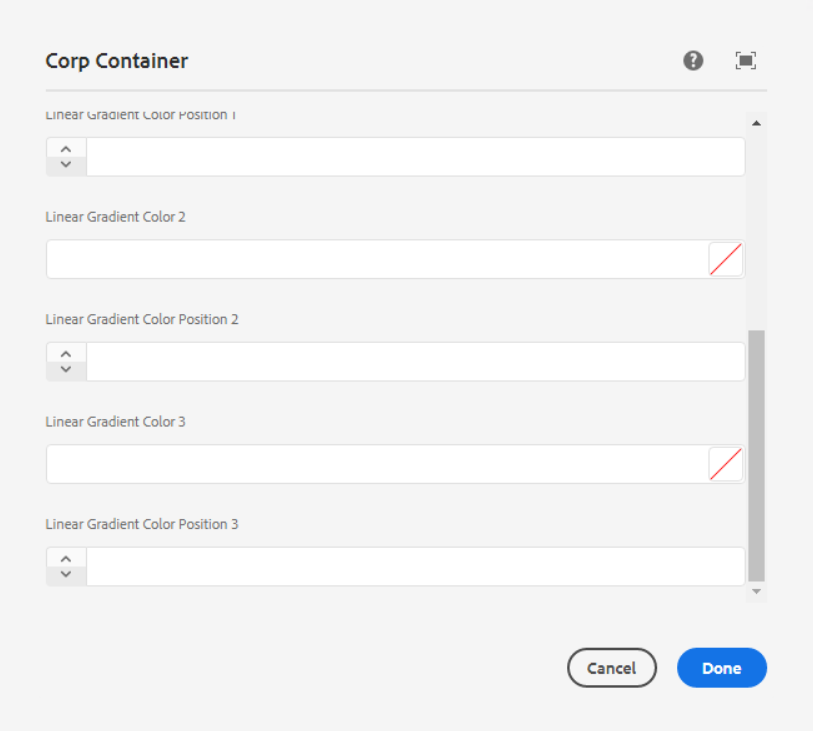 Corp Container
Linear Gradient Color Position 1
Linear Gradient Color 2
Linear Gradient Color Position 2
Linear Gradient Color 3
Linear Gradient Color Position 3
Cancel
Done